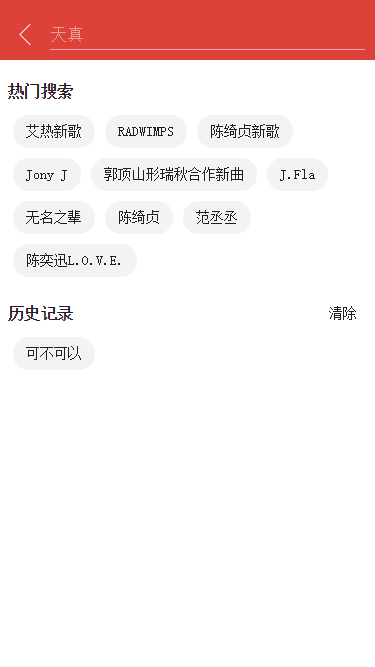 天真
热门搜索
艾热新歌 RADWIMPS 陈绮贞新歌
Jony J 郭顶山形瑞秋合作新曲 J.Fla
无名之辈 陈绮贞 范丞丞
陈奕迅L.O.V.E.
历史记录 清除
可不可以